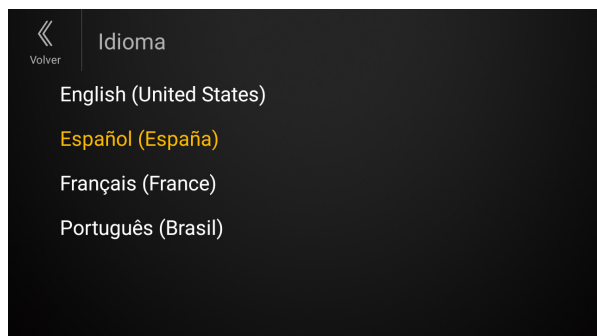 Idioma
Volver
English (United States)
Español (España)
Français (France)
Português (Brasil)